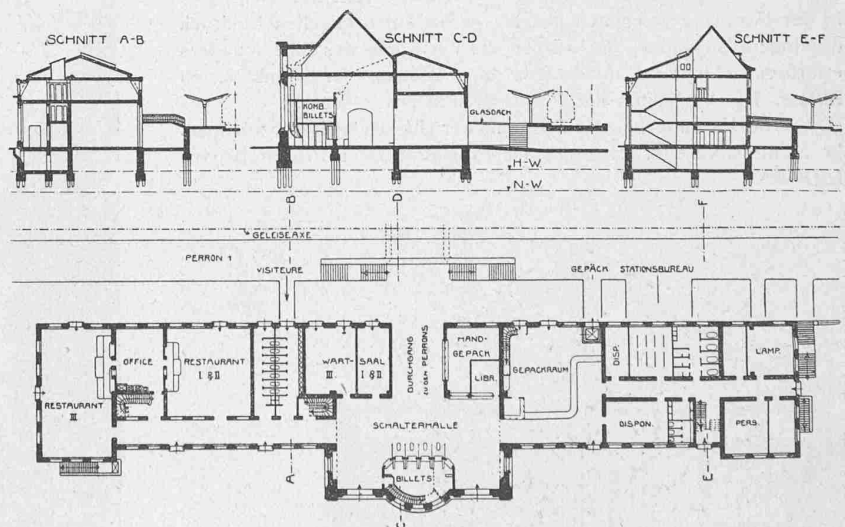 SCHNITT A-B
SCHNITT C-D
SCHNITT E-F
KOMB.
BILLETS
GLASDACH
H-W.
N-W.
B
D
F
GELEISEAXE
PERRON 1
VISITEURE
GEPÄCK
STATIONSBUREAU
OFFICE
RESTAURANT
I & II
RESTAURANT
III
WART-
SAAL
III
I & II
DURCHGANG
ZU DEN PERRONS
HAND-
GEPÄCK
LIBR.
GEPÄCKRAUM
DISP.
LAMP.
SCHALTERHALLE
DISPON.
PERS.
BILLETS
A
C
E